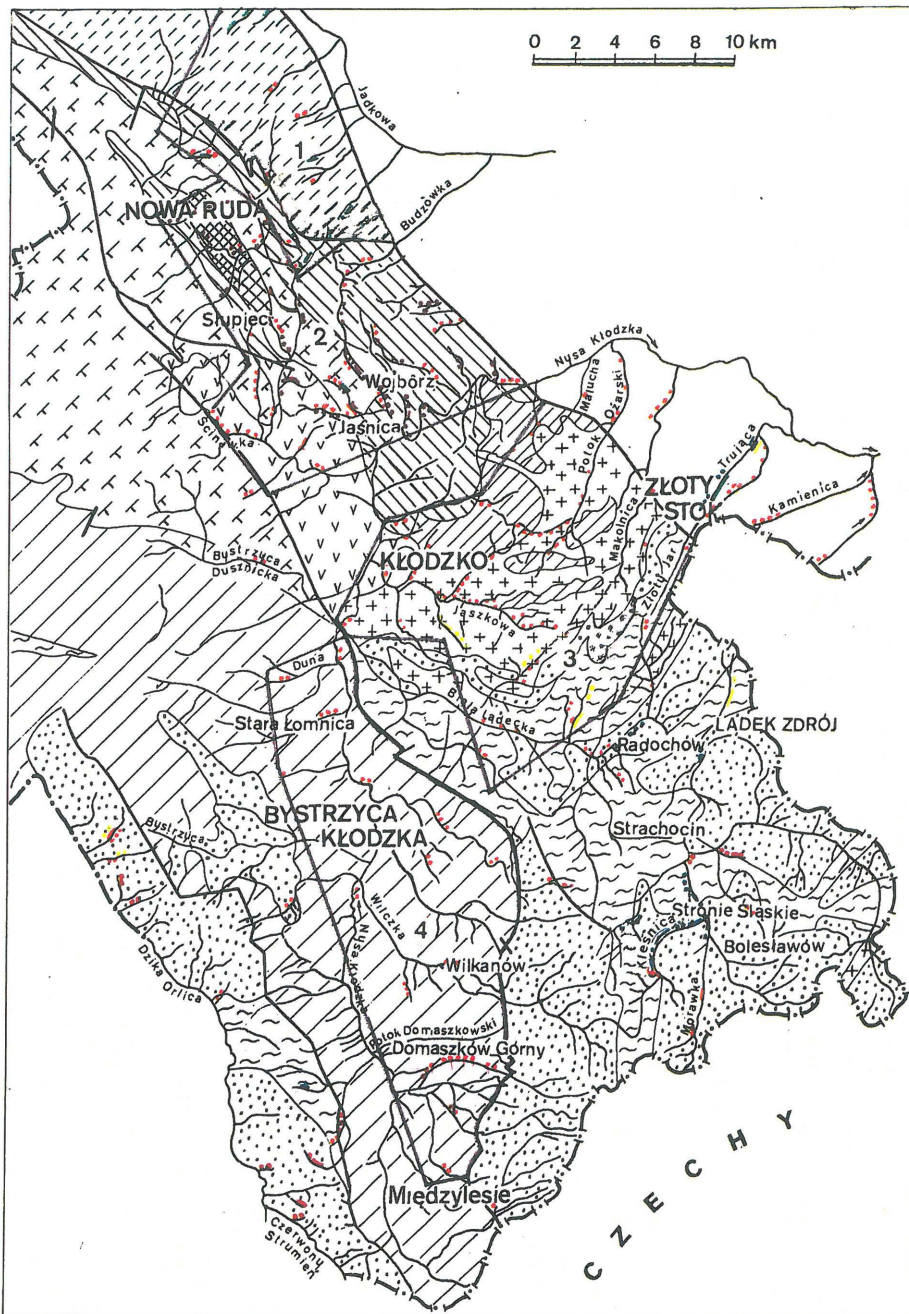 0 2 4 6 8 10 km
Jadkowa
1
Budzówka
NOWA RUDA
Słupiec
2
Nysa Kłodzka
Wojbórz
Małucha
Potok Ożarski
Jaśnica
Ścinawka
Trująca
ZŁOTY
STOK
Kamienica
Makolnica
Złoty Jar
Bystrzyca
Dusznicka
KŁODZKO
Jaszkowa
3
Duna
Biała Lądecka
Stara Łomnica
LĄDEK ZDRÓJ
Radochów
BYSTRZYCA
KŁODZKA
Bystrzyca
Strachocin
Wilczka
4
Nysa Kłodzka
Kleśnica
Stronie Śląskie
Bolesławów
Wilkanów
Dzika
Orlica
Morawka
Potok Domaszkowski
Domaszków Górny
CZECHY
Międzylesie
Czerwony
Strumień